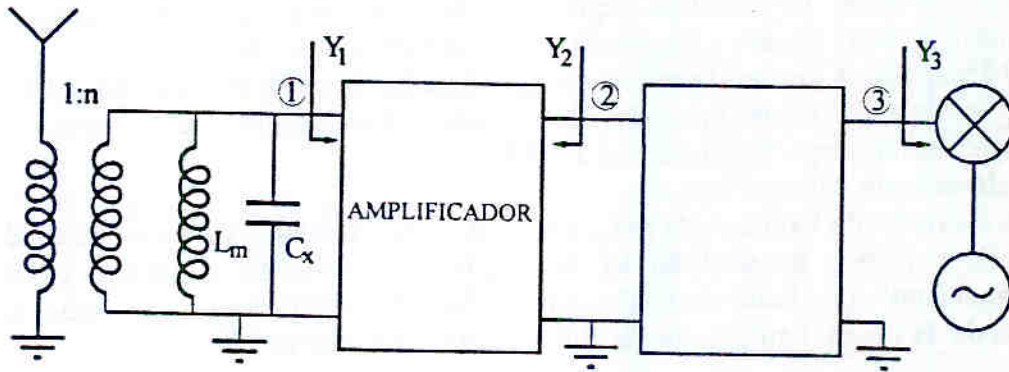 Y1
Y2
Y3
1:n
①
②
③
AMPLIFICADOR
Lm
Cx